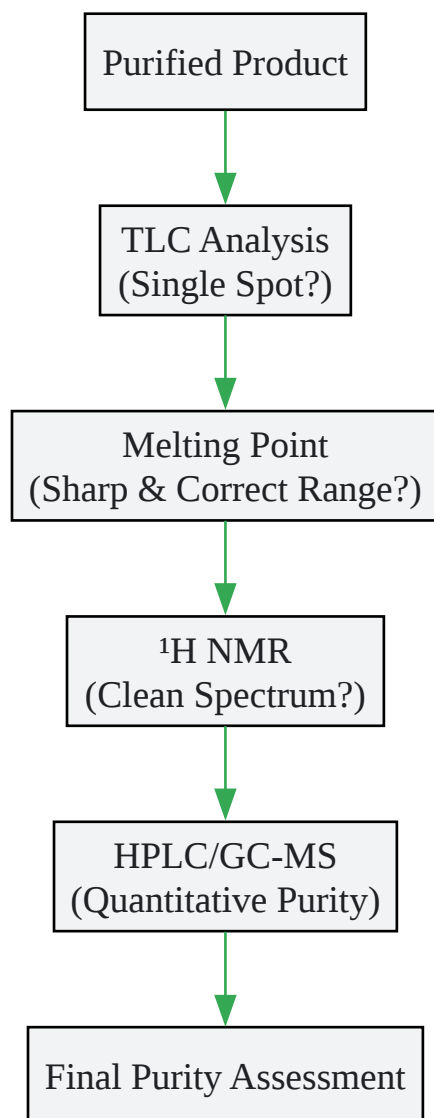 Purified Product
TLC Analysis
(Single Spot?)
Melting Point
(Sharp & Correct Range?)
¹H NMR
(Clean Spectrum?)
HPLC/GC-MS
(Quantitative Purity)
Final Purity Assessment